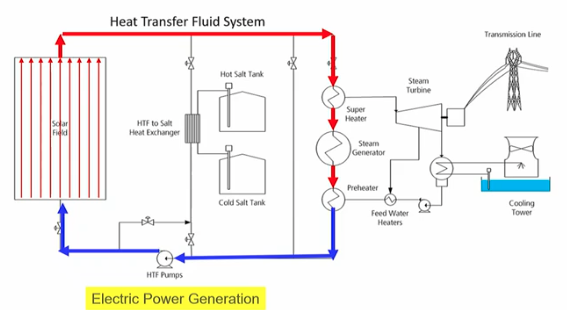 Heat Transfer Fluid System
Transmission Line
Hot Salt Tank
Steam
Turbine
Solar
Field
HTF to Salt
Heat Exchanger
Super
Heater
Steam
Generator
Cold Salt Tank
Preheater
Feed Water
Heaters
Cooling
Tower
HTF Pumps
Electric Power Generation